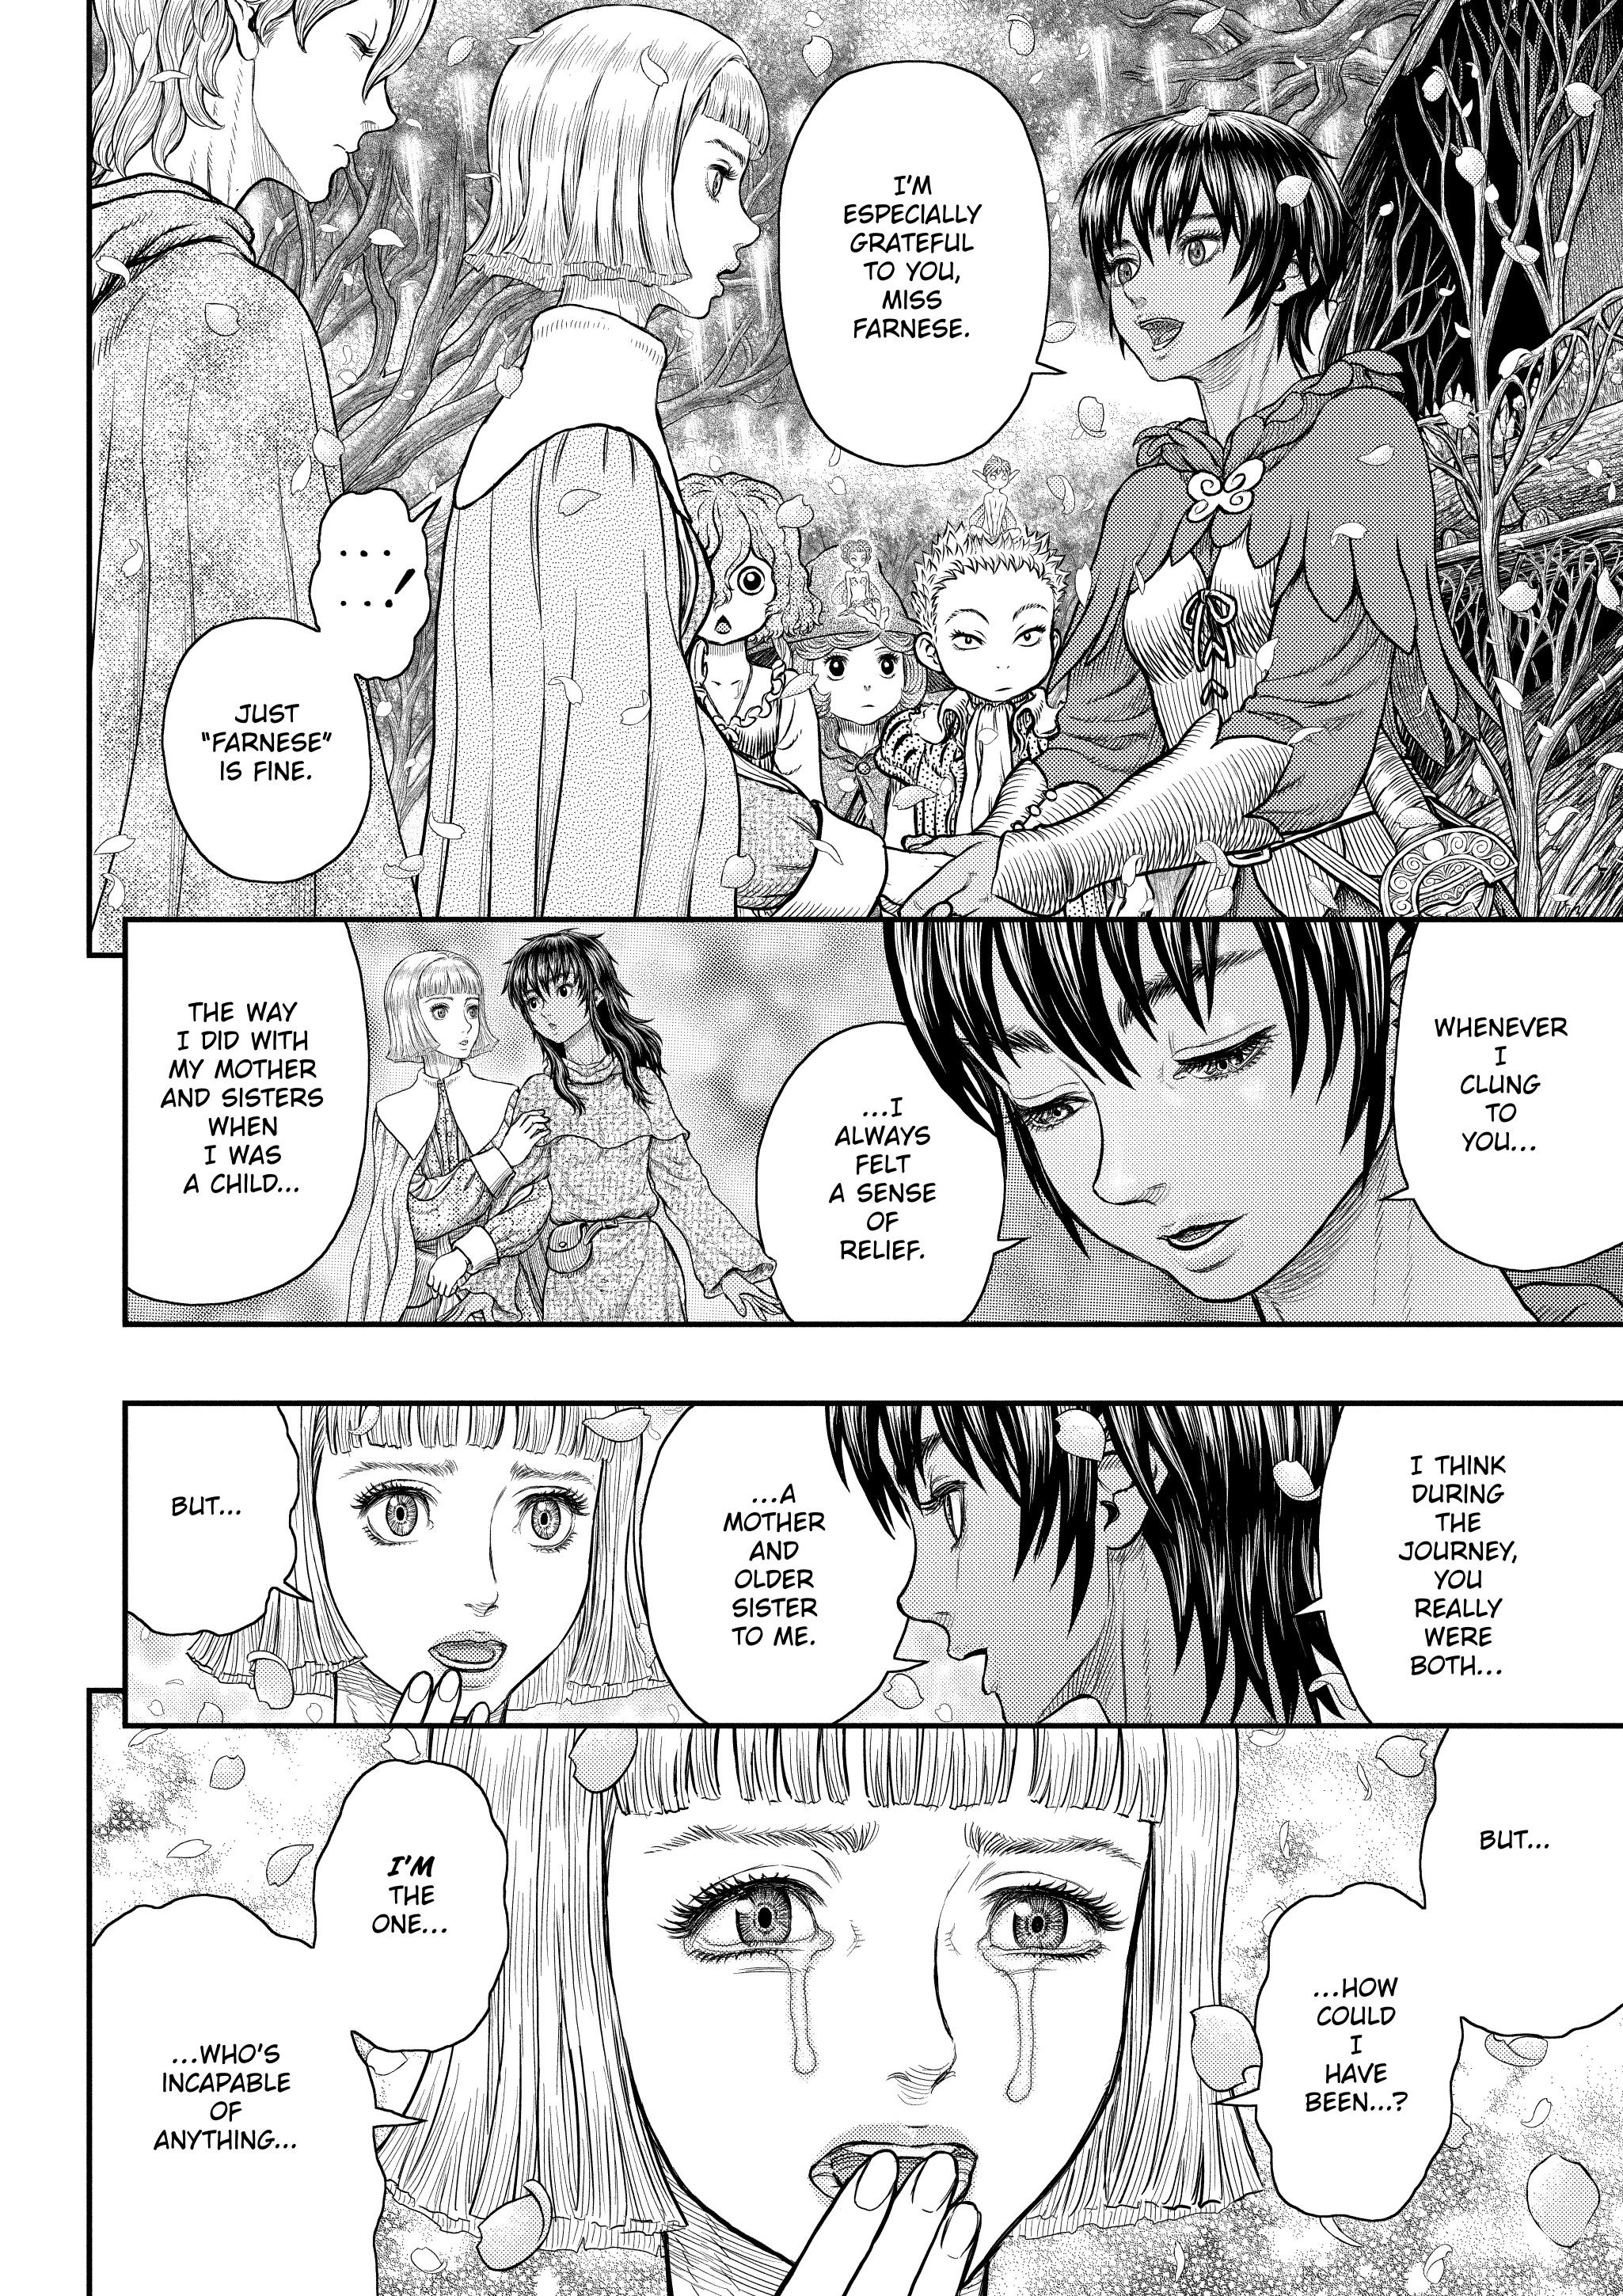 I'M
ESPECIALLY
GRATEFUL
TO YOU,
MISS
FARNESE.
...
...!
JUST
"FARNESE"
IS FINE.
WHENEVER
I
CLUNG
TO
YOU...
...I
ALWAYS
FELT
A SENSE
OF
RELIEF.
THE WAY
I DID WITH
MY MOTHER
AND SISTERS
WHEN
I WAS
A CHILD...
I THINK
DURING
THE
JOURNEY,
YOU
REALLY
WERE
BOTH...
...A
MOTHER
AND
OLDER
SISTER
TO ME.
BUT...
BUT...
...HOW
COULD
I
HAVE
BEEN...?
I'M
THE
ONE...
...WHO'S
INCAPABLE
OF
ANYTHING...